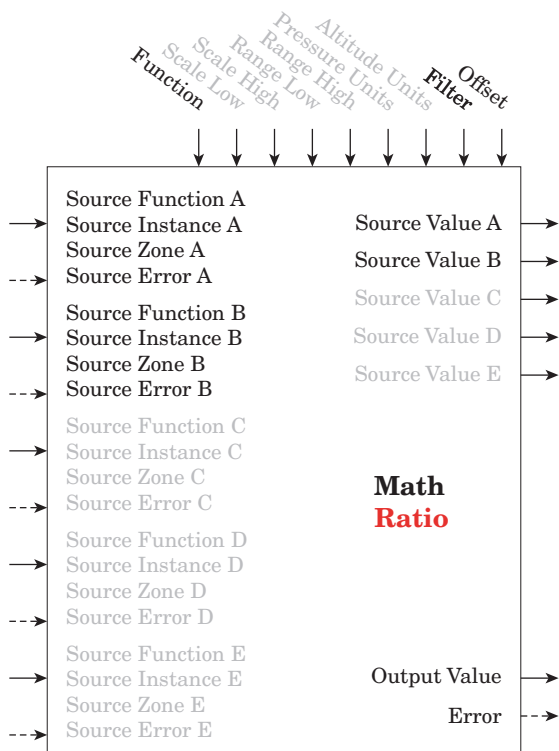 Function
Scale Low
Scale High
Range Low
Range High
Pressure Units
Altitude Units
Filter
Offset
Source Function A
Source Instance A
Source Zone A
Source Error A
Source Function B
Source Instance B
Source Zone B
Source Error B
Source Function C
Source Instance C
Source Zone C
Source Error C
Source Function D
Source Instance D
Source Zone D
Source Error D
Source Function E
Source Instance E
Source Zone E
Source Error E
Source Value A
Source Value B
Source Value C
Source Value D
Source Value E
Math
Ratio
Output Value
Error